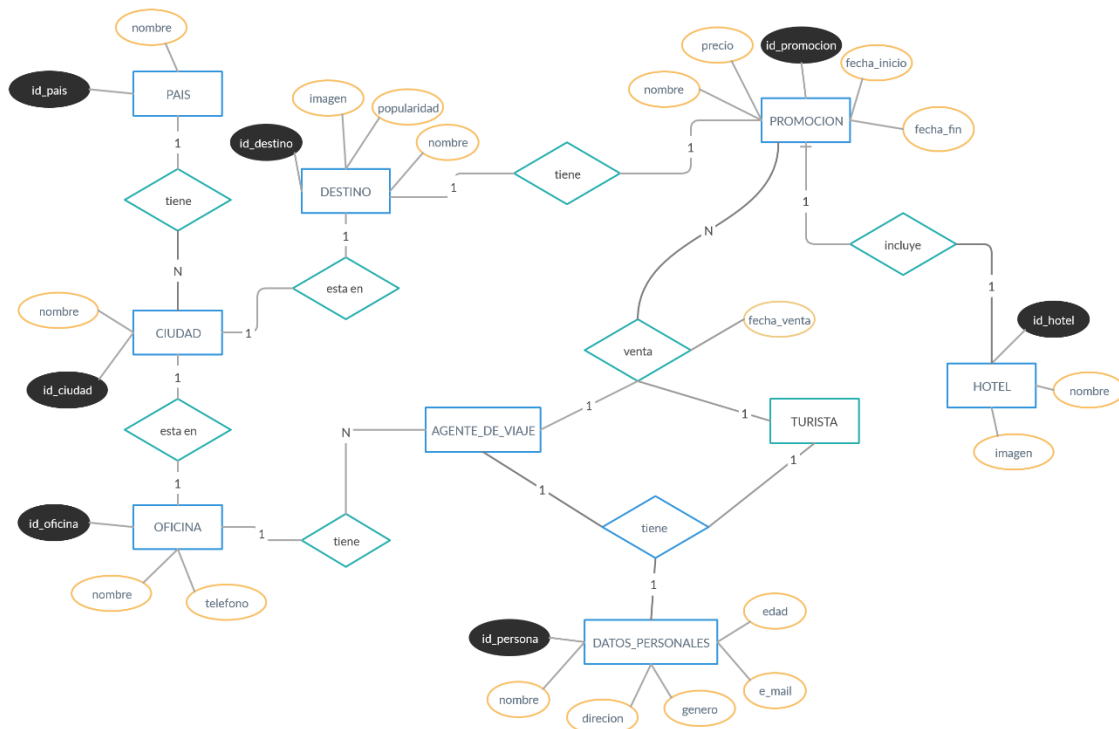 nombre
id_pais
PAIS
1
tiene
N
nombre
CIUDAD
id_ciudad
1
esta en
1
id_oficina
OFICINA
nombre
telefono
imagen
popularidad
id_destino
nombre
DESTINO
1
1
esta en
1
tiene
1
precio
id_promocion
fecha_inicio
nombre
PROMOCION
fecha_fin
1
incluye
1
id_hotel
HOTEL
nombre
imagen
N
venta
fecha_venta
1
1
AGENTE_DE_VIAJE
TURISTA
N
1
tiene
1
1
tiene
1
id_persona
DATOS_PERSONALES
edad
e_mail
nombre
direcion
genero